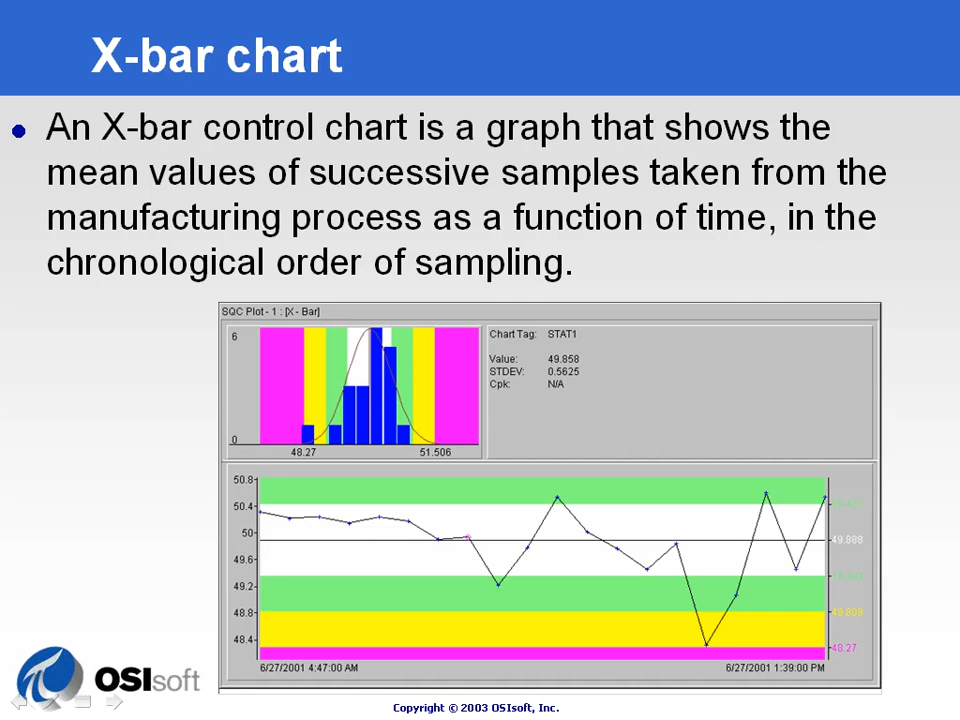 X-bar chart
An X-bar control chart is a graph that shows the
mean values of successive samples taken from the
manufacturing process as a function of time, in the
chronological order of sampling.
SQC Plot - 1 : [X - Bar]
6
0
48.27 51.506
Chart Tag: STAT1
Value: 49.858
STDEV: 0.5625
Cpk: N/A
50.8
50.4
50
49.6
49.2
48.8
48.4
49.888
48.809
48.27
6/27/2001 4:47:00 AM 6/27/2001 1:39:00 PM
OSIsoft
Copyright © 2003 OSIsoft, Inc.